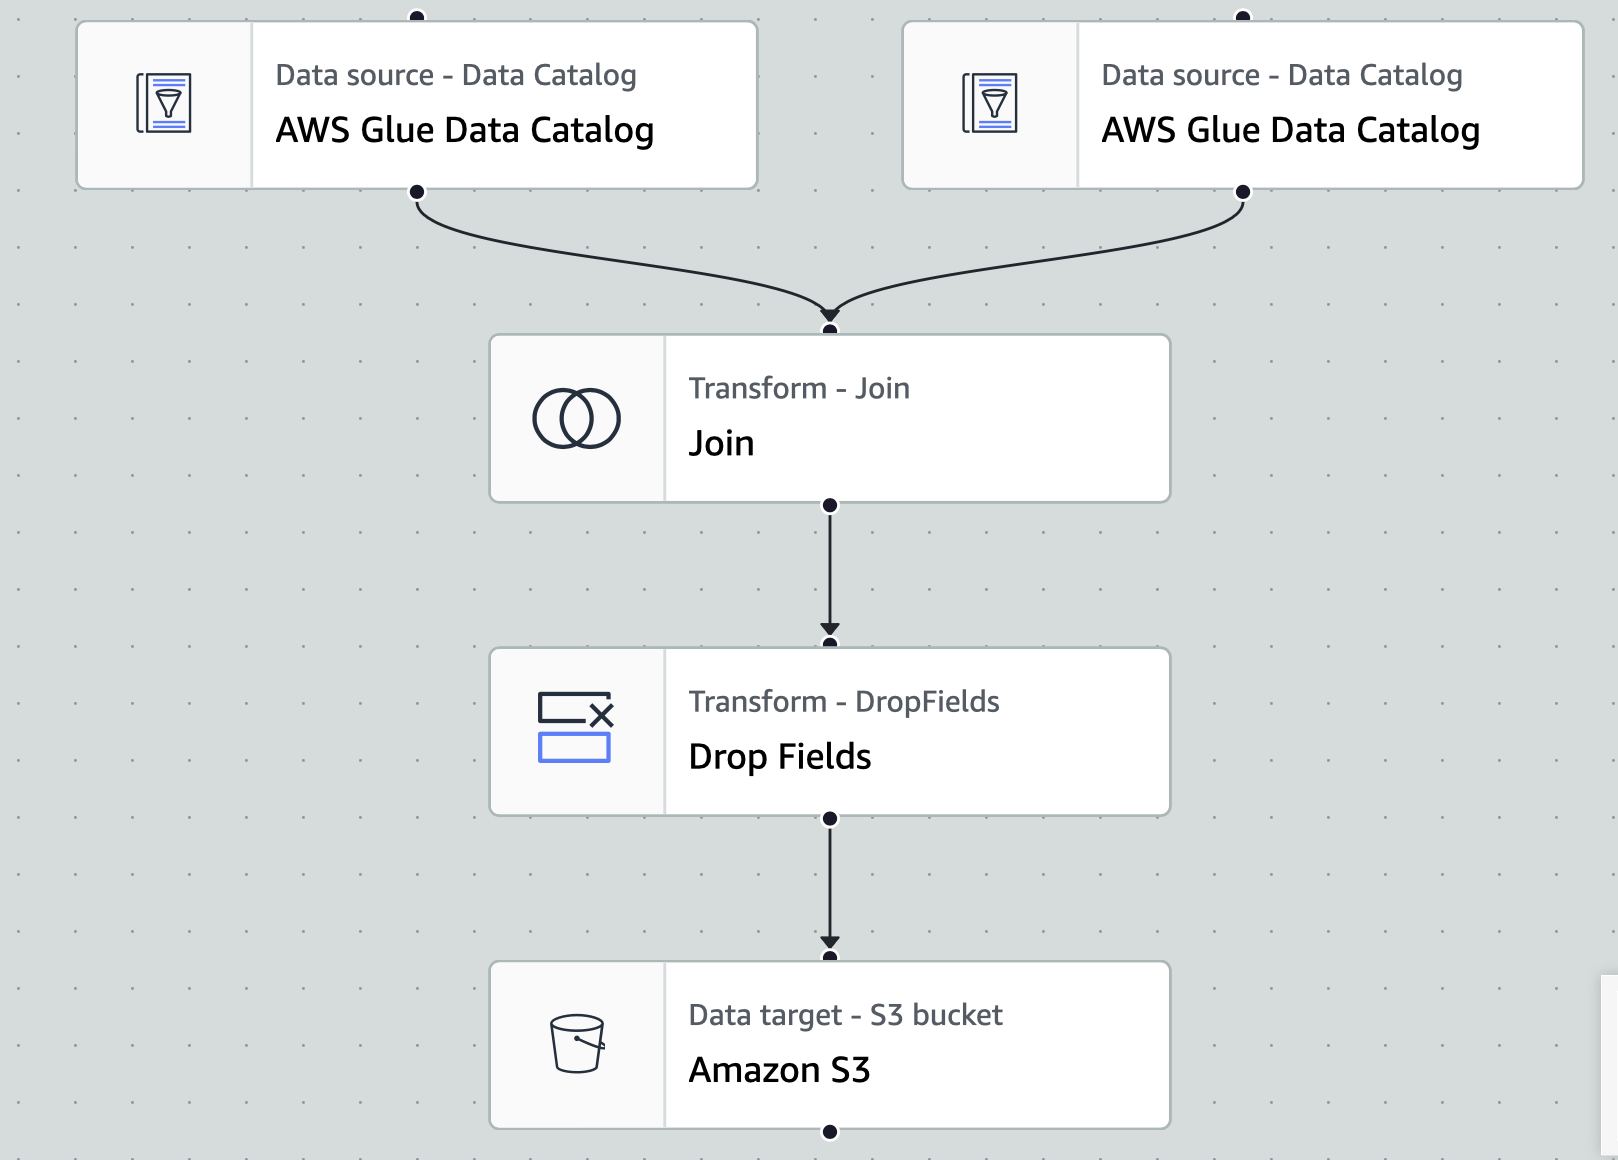 Data source - Data Catalog
AWS Glue Data Catalog
Data source - Data Catalog
AWS Glue Data Catalog
Transform - Join
Join
Transform - DropFields
Drop Fields
Data target - S3 bucket
Amazon S3